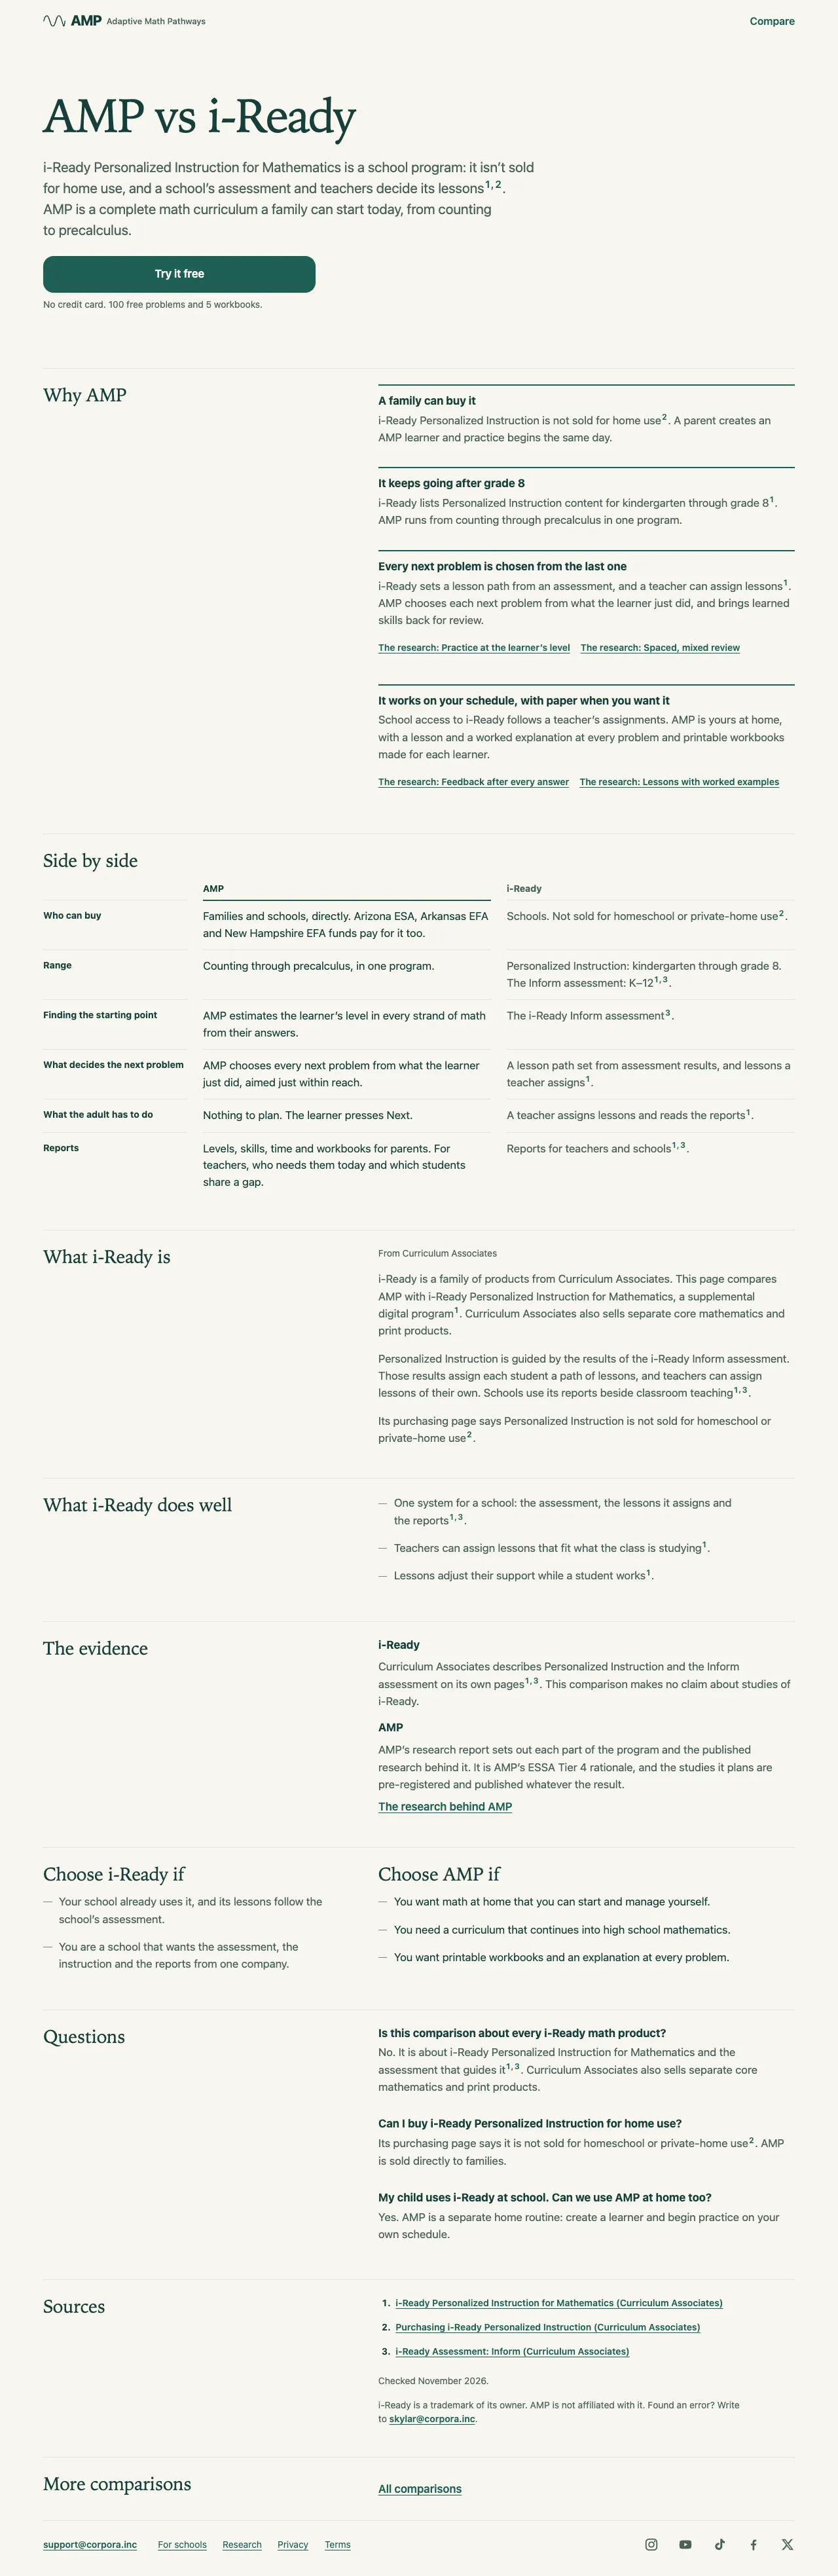 AMP Adaptive Math Pathways
Compare
AMP vs i-Ready
i-Ready Personalized Instruction for Mathematics is a school program: it isn’t sold
for home use, and a school’s assessment and teachers decide its lessons1,2.
AMP is a complete math curriculum a family can start today, from counting
to precalculus.
Try it free
No credit card. 100 free problems and 5 workbooks.
Why AMP
A family can buy it
i-Ready Personalized Instruction is not sold for home use2. A parent creates an
AMP learner and practice begins the same day.
It keeps going after grade 8
i-Ready lists Personalized Instruction content for kindergarten through grade 81.
AMP runs from counting through precalculus in one program.
Every next problem is chosen from the last one
i-Ready sets a lesson path from an assessment, and a teacher can assign lessons1.
AMP chooses each next problem from what the learner just did, and brings learned
skills back for review.
The research: Practice at the learner’s level The research: Spaced, mixed review
It works on your schedule, with paper when you want it
School access to i-Ready follows a teacher’s assignments. AMP is yours at home,
with a lesson and a worked explanation at every problem and printable workbooks
made for each learner.
The research: Feedback after every answer The research: Lessons with worked examples
Side by side
AMP
i-Ready
Who can buy
Families and schools, directly. Arizona ESA, Arkansas EFA
and New Hampshire EFA funds pay for it too.
Schools. Not sold for homeschool or private-home use2.
Range
Counting through precalculus, in one program.
Personalized Instruction: kindergarten through grade 8.
The Inform assessment: K–121,3.
Finding the starting point
AMP estimates the learner’s level in every strand of math
from their answers.
The i-Ready Inform assessment3.
What decides the next problem
AMP chooses every next problem from what the learner
just did, aimed just within reach.
A lesson path set from assessment results, and lessons a
teacher assigns1.
What the adult has to do
Nothing to plan. The learner presses Next.
A teacher assigns lessons and reads the reports1.
Reports
Levels, skills, time and workbooks for parents. For
teachers, who needs them today and which students
share a gap.
Reports for teachers and schools1,3.
What i-Ready is
From Curriculum Associates
i-Ready is a family of products from Curriculum Associates. This page compares
AMP with i-Ready Personalized Instruction for Mathematics, a supplemental
digital program1. Curriculum Associates also sells separate core mathematics and
print products.
Personalized Instruction is guided by the results of the i-Ready Inform assessment.
Those results assign each student a path of lessons, and teachers can assign
lessons of their own. Schools use its reports beside classroom teaching1,3.
Its purchasing page says Personalized Instruction is not sold for homeschool or
private-home use2.
What i-Ready does well
— One system for a school: the assessment, the lessons it assigns and
the reports1,3.
— Teachers can assign lessons that fit what the class is studying1.
— Lessons adjust their support while a student works1.
The evidence
i-Ready
Curriculum Associates describes Personalized Instruction and the Inform
assessment on its own pages1,3. This comparison makes no claim about studies of
i-Ready.
AMP
AMP’s research report sets out each part of the program and the published
research behind it. It is AMP’s ESSA Tier 4 rationale, and the studies it plans are
pre-registered and published whatever the result.
The research behind AMP
Choose i-Ready if
— Your school already uses it, and its lessons follow the
school’s assessment.
— You are a school that wants the assessment, the
instruction and the reports from one company.
Choose AMP if
— You want math at home that you can start and manage yourself.
— You need a curriculum that continues into high school mathematics.
— You want printable workbooks and an explanation at every problem.
Questions
Is this comparison about every i-Ready math product?
No. It is about i-Ready Personalized Instruction for Mathematics and the
assessment that guides it1,3. Curriculum Associates also sells separate core
mathematics and print products.
Can I buy i-Ready Personalized Instruction for home use?
Its purchasing page says it is not sold for homeschool or private-home use2. AMP
is sold directly to families.
My child uses i-Ready at school. Can we use AMP at home too?
Yes. AMP is a separate home routine: create a learner and begin practice on your
own schedule.
Sources
1. i-Ready Personalized Instruction for Mathematics (Curriculum Associates)
2. Purchasing i-Ready Personalized Instruction (Curriculum Associates)
3. i-Ready Assessment: Inform (Curriculum Associates)
Checked November 2026.
i-Ready is a trademark of its owner. AMP is not affiliated with it. Found an error? Write
to skylar@corpora.inc.
More comparisons
All comparisons
support@corpora.inc For schools Research Privacy Terms